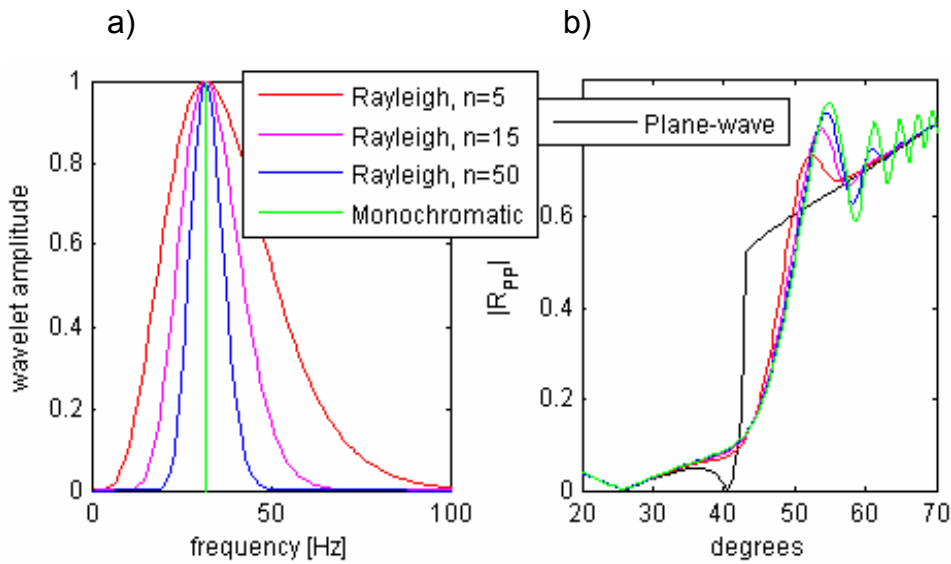 a)
b)
1
0.8
0.6
0.4
0.2
0
wavelet amplitude
0
50
100
frequency [Hz]
Rayleigh, n=5
Rayleigh, n=15
Rayleigh, n=50
Monochromatic
Plane-wave
|R_PP|
0.8
0.6
0.4
0.2
0
20
30
40
50
60
70
degrees